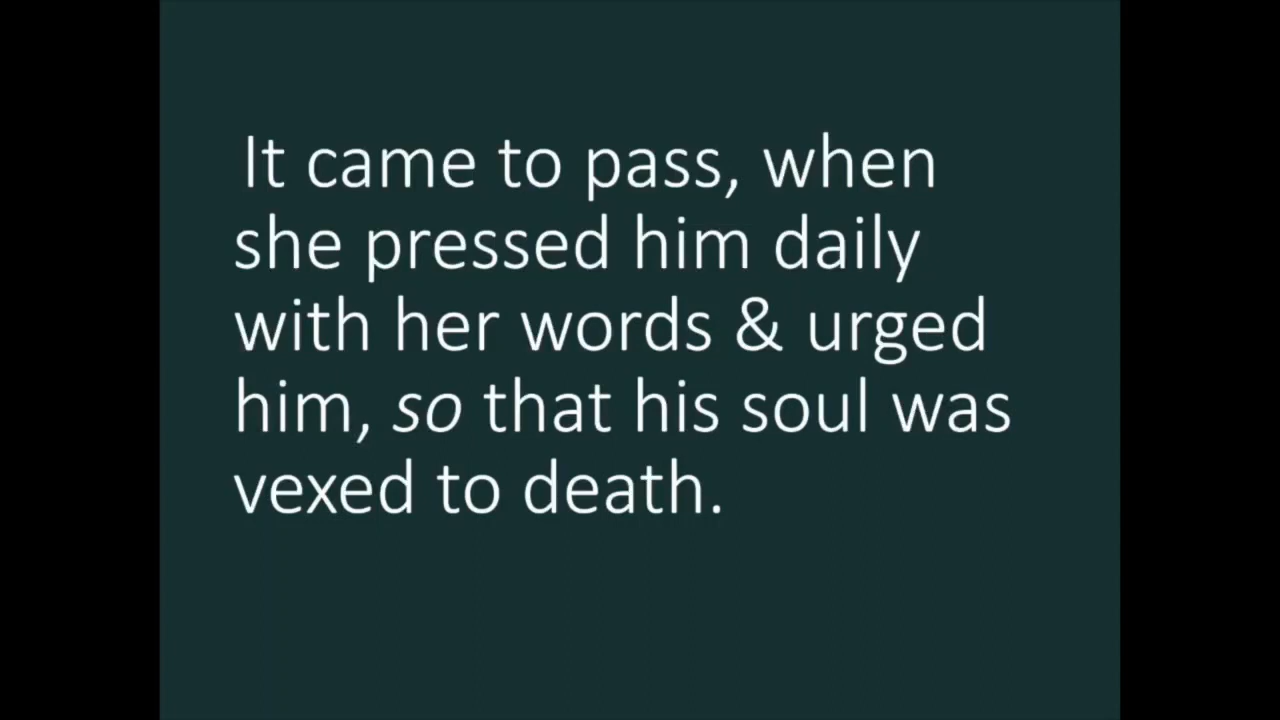 It came to pass, when
she pressed him daily
with her words & urged
him, so that his soul was
vexed to death.